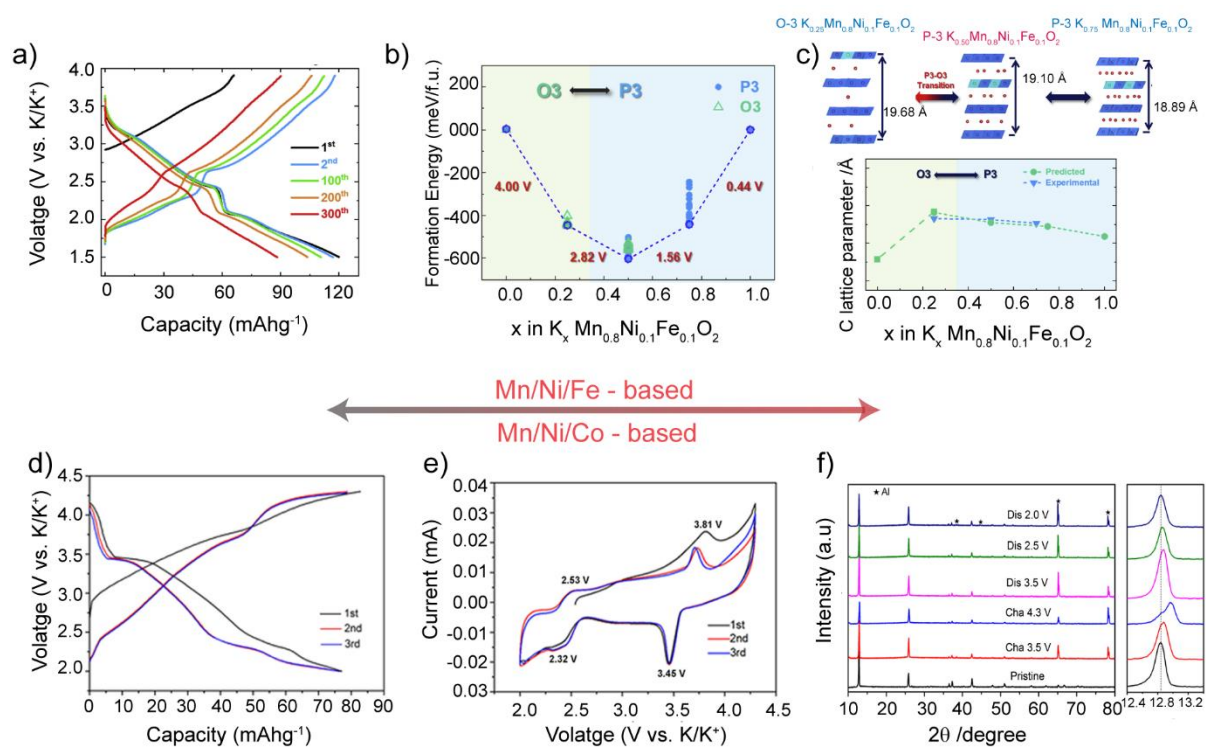 a)
Volatge (V vs. K/K⁺)
4.0
3.5
3.0
2.5
2.0
1.5
1st
2nd
100th
200th
300th
0 30 60 90 120
Capacity (mAhg⁻¹)
b)
Formation Energy (meV/f.u.)
200
000
-200
-400
-600
O3 P3
P3
O3
4.00 V
2.82 V
1.56 V
0.44 V
0.0 0.2 0.4 0.6 0.8 1.0
x in KₓMn₀.₈Ni₀.₁Fe₀.₁O₂
c)
O-3 K₀.₂₅Mn₀.₈Ni₀.₁Fe₀.₁O₂
P-3 K₀.₅₀Mn₀.₈Ni₀.₁Fe₀.₁O₂
P-3 K₀.₇₅ Mn₀.₈Ni₀.₁Fe₀.₁O₂
19.68 Å
P3-O3
Transition
19.10 Å
18.89 Å
C lattice parameter /Å
O3 P3
Predicted
Experimental
0.0 0.2 0.4 0.6 0.8 1.0
x in KₓMn₀.₈Ni₀.₁Fe₀.₁O₂
Mn/Ni/Fe - based
Mn/Ni/Co - based
d)
Volatge (V vs. K/K⁺)
4.5
4.0
3.5
3.0
2.5
2.0
1st
2nd
3rd
0 10 20 30 40 50 60 70 80 90
Capacity (mAhg⁻¹)
e)
Current (mA)
0.04
0.03
0.02
0.01
0.00
-0.01
-0.02
0.03
3.81 V
2.53 V
2.32 V
3.45 V
1st
2nd
3rd
2.0 2.5 3.0 3.5 4.0 4.5
Volatge (V vs. K/K⁺)
f)
Intensity (a.u)
★ Al
Dis 2.0 V
Dis 2.5 V
Dis 3.5 V
Cha 4.3 V
Cha 3.5 V
Pristine
10 20 30 40 50 60 70 80
12.4 12.8 13.2
2θ /degree